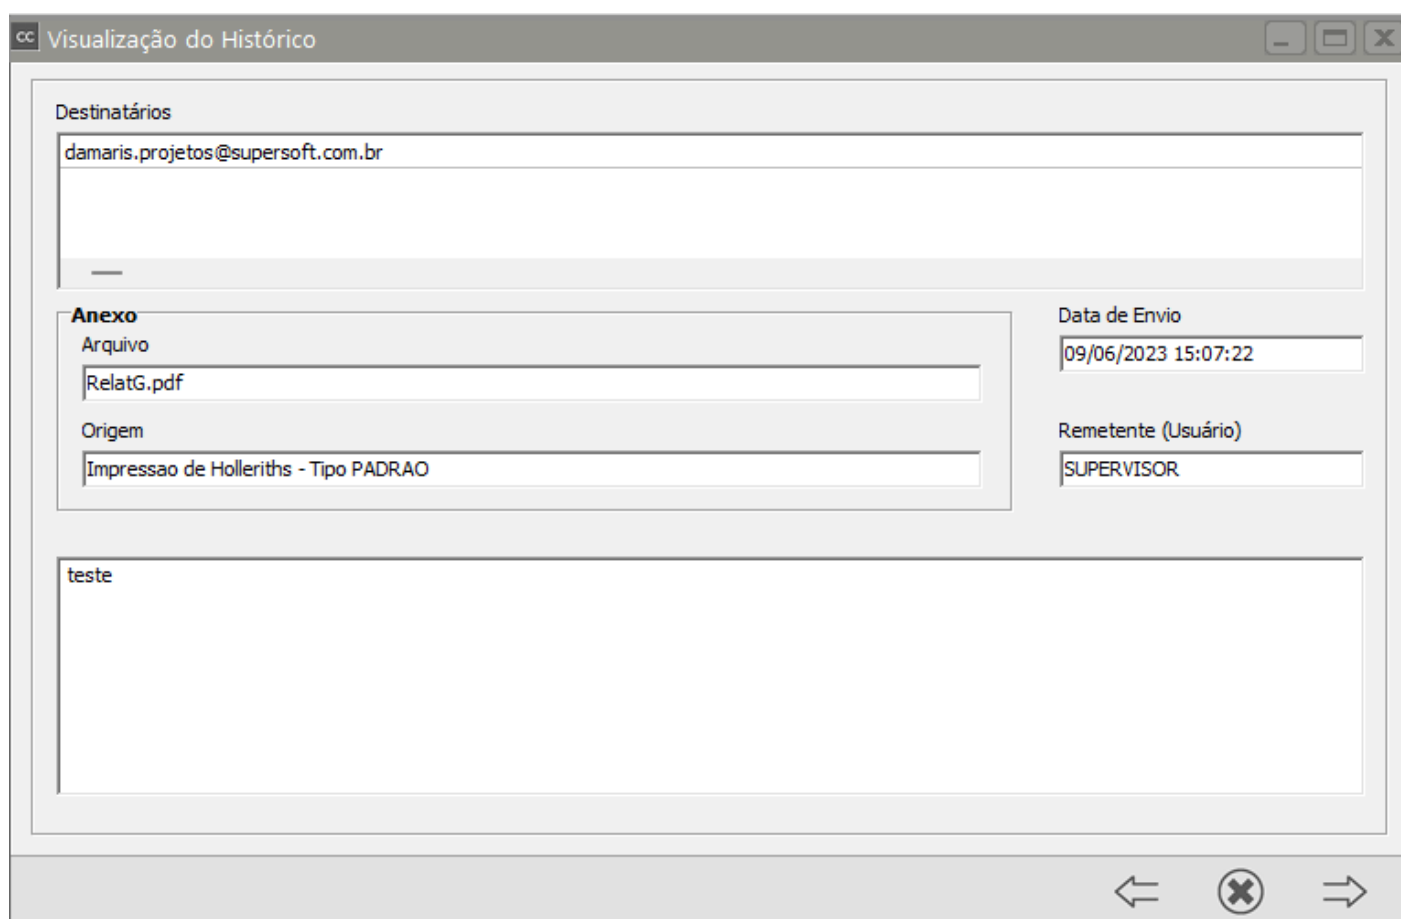 cc Visualização do Histórico
Destinatários
damaris.projetos@supersoft.com.br
Anexo
Arquivo
RelatG.pdf
Origem
Impressao de Holleriths - Tipo PADRAO
Data de Envio
09/06/2023 15:07:22
Remetente (Usuário)
SUPERVISOR
teste